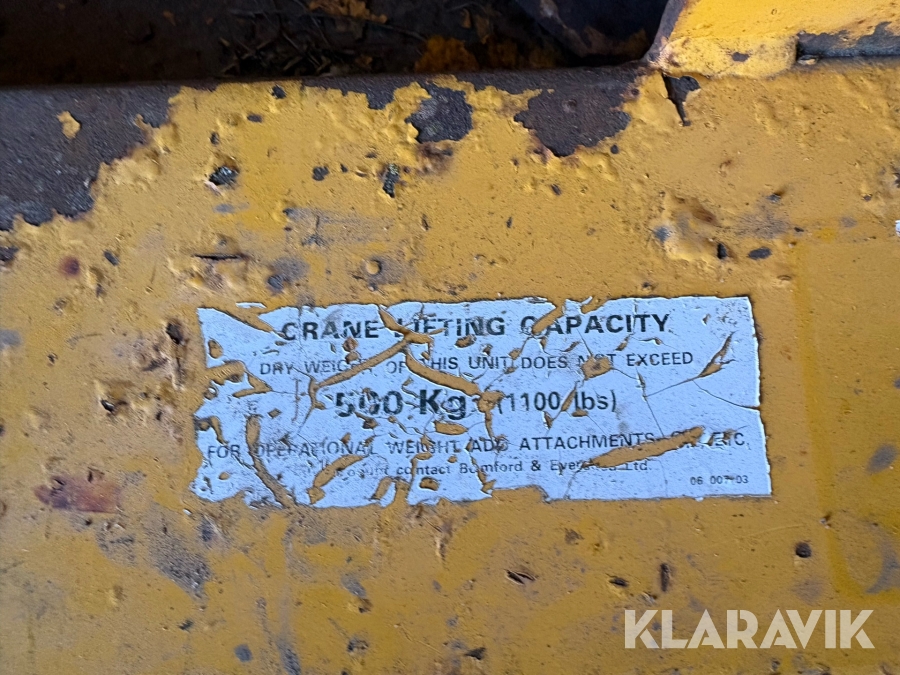 CRANE LIFTING CAPACITY
DRY WEIGHT OF THIS UNIT DOES NOT EXCEED
500 Kg (1100 lbs)
FOR OPERATIONAL WEIGHT ADD ATTACHMENTS ETC.
contact Bomford & Evershed Ltd.
06 007 03
KLARAVIK